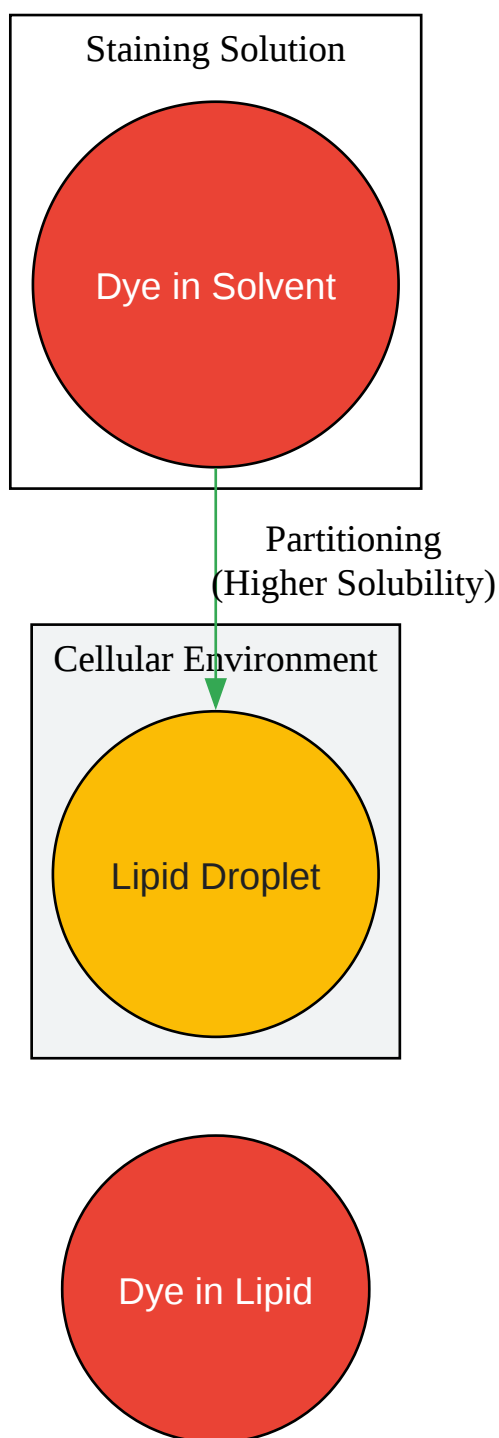 Staining Solution
Dye in Solvent
Partitioning
(Higher Solubility)
Cellular Environment
Lipid Droplet
Dye in Lipid